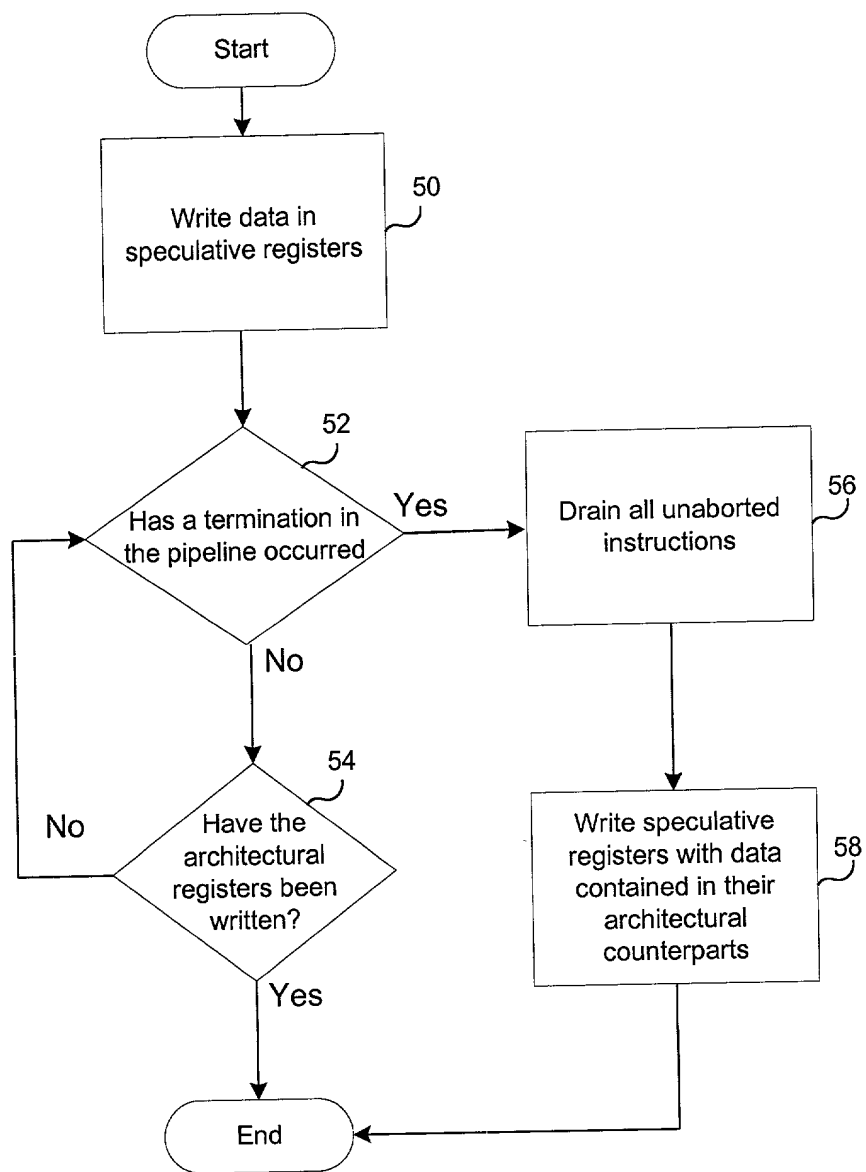 Start
50
Write data in
speculative registers
52
Has a termination in
the pipeline occurred
Yes
56
Drain all unaborted
instructions
No
54
Have the
architectural
registers been
written?
No
Yes
58
Write speculative
registers with data
contained in their
architectural
counterparts
End